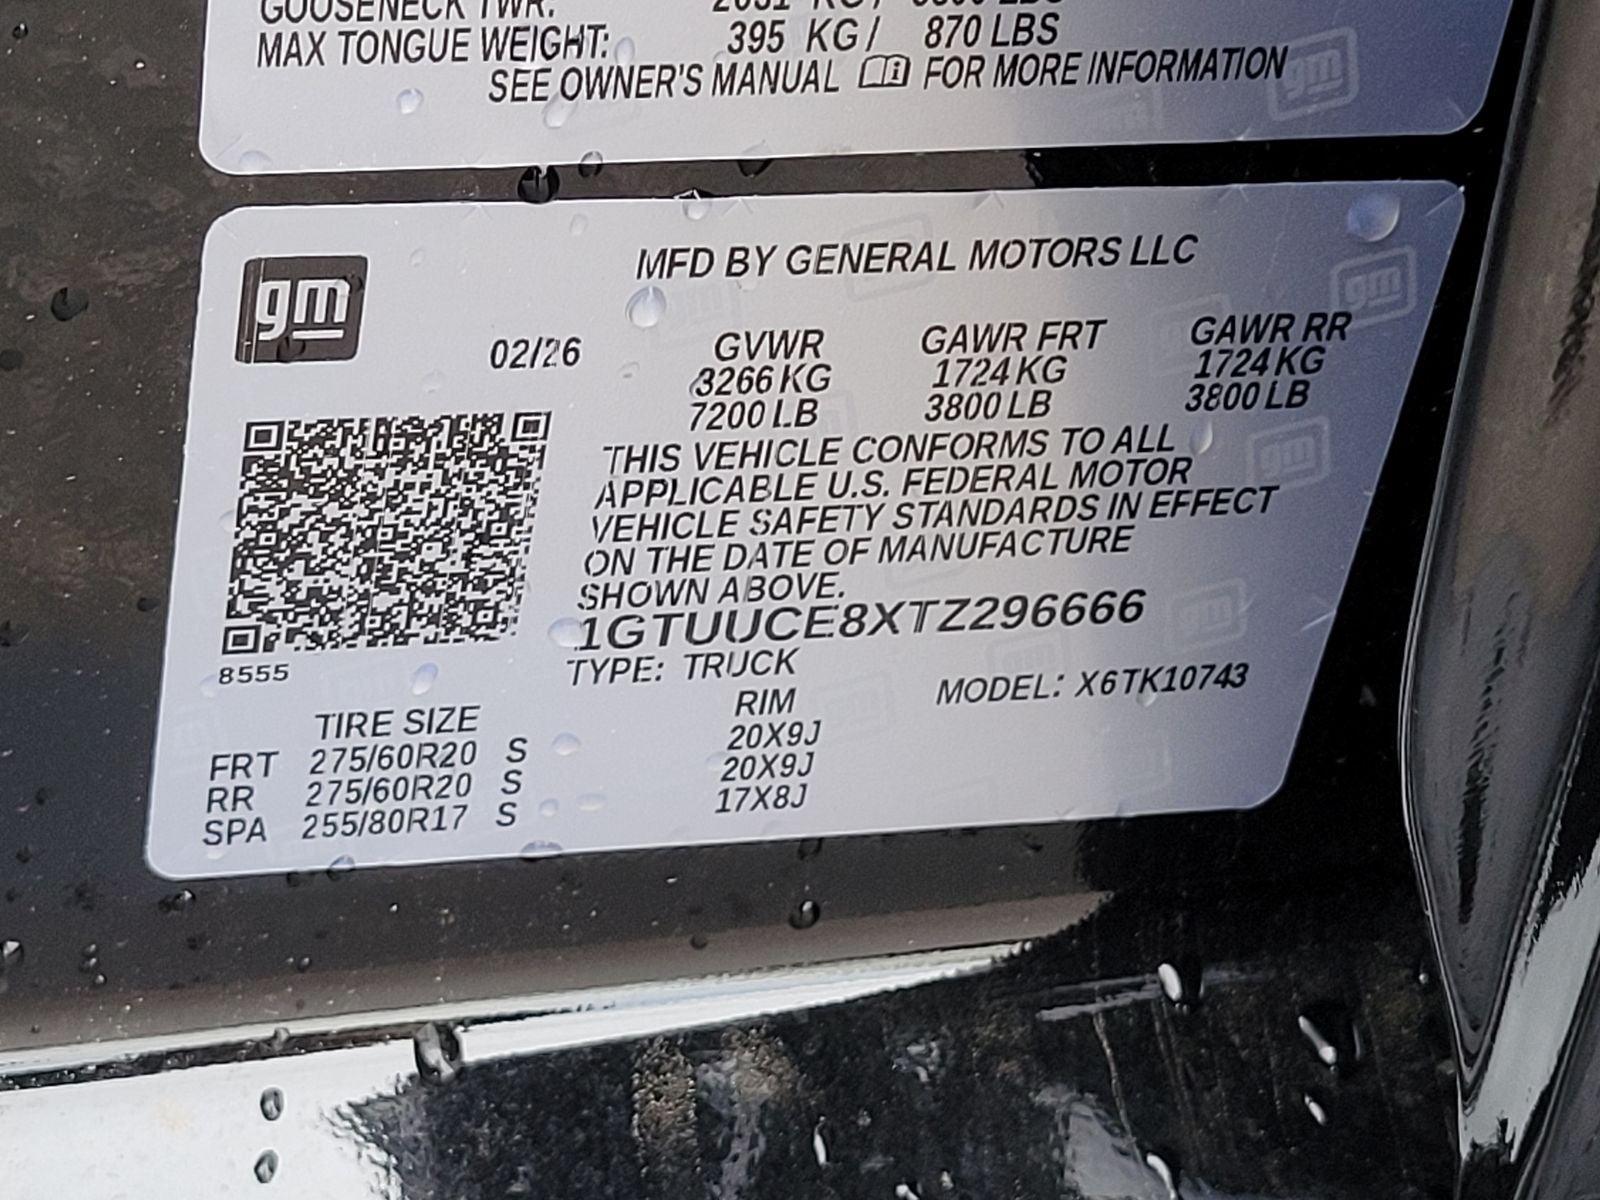 GOOSENECK TWR:
MAX TONGUE WEIGHT: 395 KG / 870 LBS
SEE OWNER'S MANUAL FOR MORE INFORMATION
gm
MFD BY GENERAL MOTORS LLC
02/26 GVWR GAWR FRT GAWR RR
3266 KG 1724 KG 1724 KG
7200 LB 3800 LB 3800 LB
THIS VEHICLE CONFORMS TO ALL
APPLICABLE U.S. FEDERAL MOTOR
VEHICLE SAFETY STANDARDS IN EFFECT
ON THE DATE OF MANUFACTURE
SHOWN ABOVE.
1GTUUCE8XTZ296666
8555
TYPE: TRUCK MODEL: X6TK10743
TIRE SIZE RIM
FRT 275/60R20 S 20X9J
RR 275/60R20 S 20X9J
SPA 255/80R17 S 17X8J